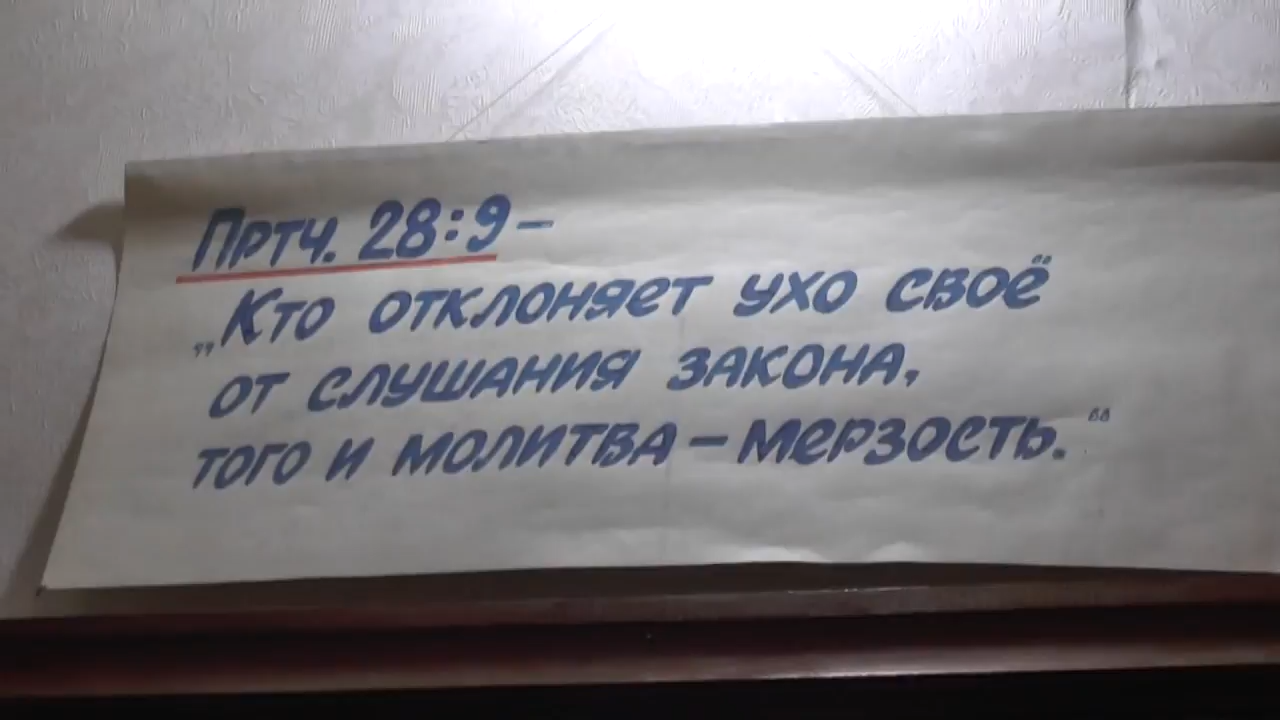 Пртч. 28:9 –
„Кто отклоняет ухо своё
от слушания закона,
того и молитва – мерзость.“